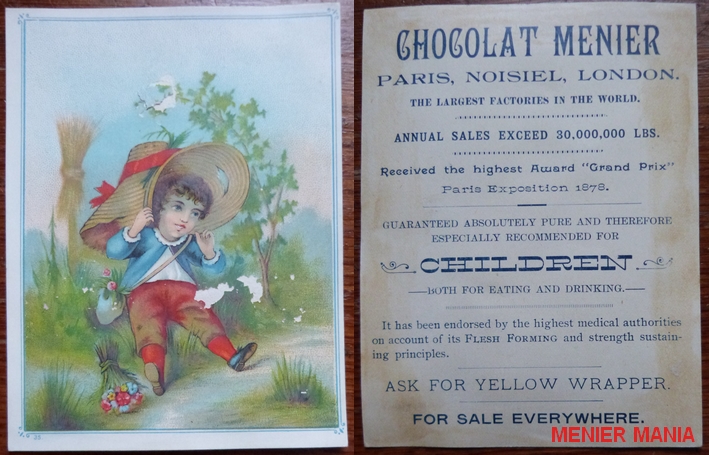 CHOCOLAT MENIER
PARIS, NOISIEL, LONDON.
THE LARGEST FACTORIES IN THE WORLD.
ANNUAL SALES EXCEED 30,000,000 LBS.
Received the highest Award "Grand Prix"
Paris Exposition 1878.
GUARANTEED ABSOLUTELY PURE AND THEREFORE
ESPECIALLY RECOMMENDED FOR
CHILDREN
BOTH FOR EATING AND DRINKING.
It has been endorsed by the highest medical authorities
on account of its FLESH FORMING and strength sustain-
ing principles.
ASK FOR YELLOW WRAPPER.
FOR SALE EVERYWHERE.
MENIER MANIA